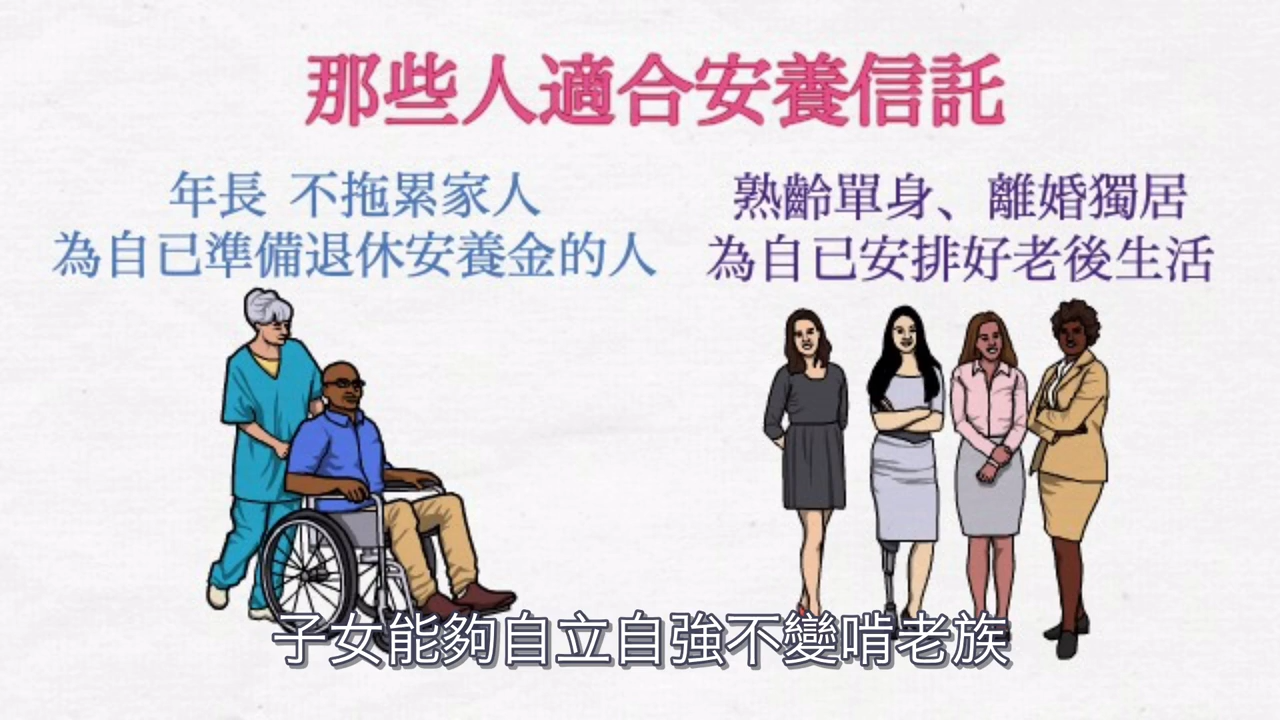 那些人適合安養信託
年長 不拖累家人
為自已準備退休安養金的人
熟齡單身、離婚獨居
為自已安排好老後生活
子女能夠自立自強不變啃老族